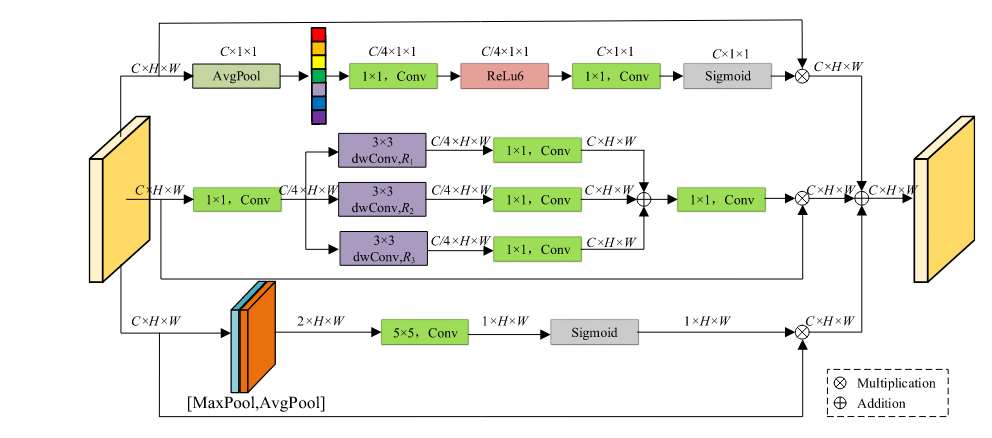 C×H×W
AvgPool
C×1×1
C/4×1×1
1×1，Conv
C/4×1×1
ReLu6
C×1×1
1×1，Conv
C×1×1
Sigmoid
C×H×W
C×H×W
1×1，Conv
C/4×H×W
3×3
dwConv,R₁
C/4×H×W
1×1，Conv
C×H×W
3×3
dwConv,R₂
C/4×H×W
1×1，Conv
C×H×W
3×3
dwConv,R₃
C/4×H×W
1×1，Conv
C×H×W
1×1，Conv
C×H×W
C×H×W
C×H×W
[MaxPool,AvgPool]
2×H×W
5×5，Conv
1×H×W
Sigmoid
1×H×W
C×H×W
Multiplication
Addition